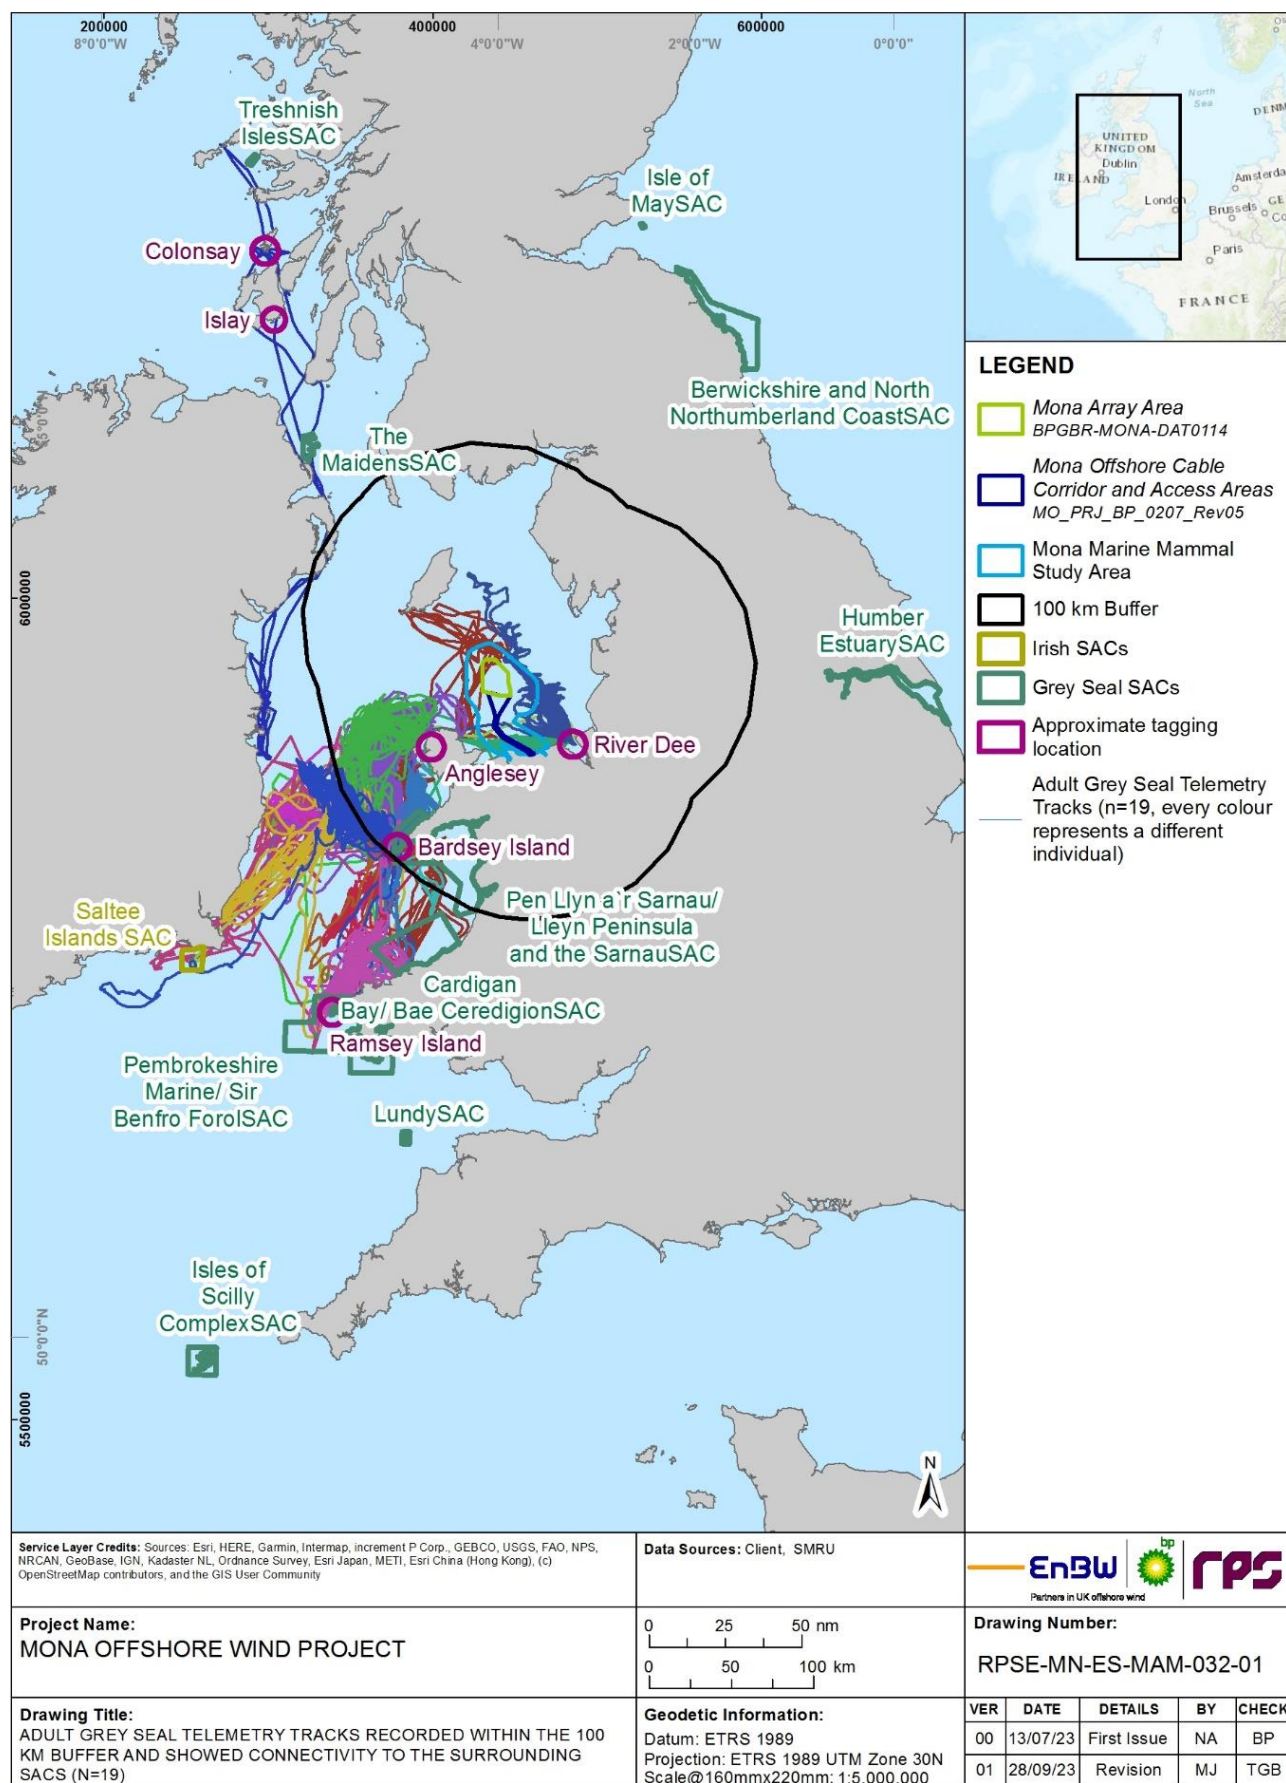 200000
400000
600000
8°0'0"W
4°0'0"W
2°0'0"W
0°0'0"
6000000
50°0'0"N
5500000
Treshnish
IslesSAC
Isle of
MaySAC
Colonsay
Islay
Berwickshire and North
Northumberland CoastSAC
The
MaidensSAC
Humber
EstuarySAC
River Dee
Anglesey
Bardsey Island
Pen Llyn a`r Sarnau/
Lleyn Peninsula
and the SarnauSAC
Saltee
Islands SAC
Cardigan
Bay/ Bae CeredigionSAC
Ramsey Island
Pembrokeshire
Marine/ Sir
Benfro ForolSAC
LundySAC
Isles of
Scilly
ComplexSAC
N
North
Sea
DENM
UNITED
KINGDOM
Dublin
IRELAND
London
Amsterda
Brussels
GE
Co
Paris
FRANCE
LEGEND
Mona Array Area
BPGBR-MONA-DAT0114
Mona Offshore Cable
Corridor and Access Areas
MO_PRJ_BP_0207_Rev05
Mona Marine Mammal
Study Area
100 km Buffer
Irish SACs
Grey Seal SACs
Approximate tagging
location
Adult Grey Seal Telemetry
Tracks (n=19, every colour
represents a different
individual)
Service Layer Credits: Sources: Esri, HERE, Garmin, Intermap, increment P Corp., GEBCO, USGS, FAO, NPS,
NRCAN, GeoBase, IGN, Kadaster NL, Ordnance Survey, Esri Japan, METI, Esri China (Hong Kong), (c)
OpenStreetMap contributors, and the GIS User Community
Data Sources: Client, SMRU
EnBW
bp
rps
Partners in UK offshore wind
Project Name:
MONA OFFSHORE WIND PROJECT
0 25 50 nm
0 50 100 km
Drawing Number:
RPSE-MN-ES-MAM-032-01
Drawing Title:
ADULT GREY SEAL TELEMETRY TRACKS RECORDED WITHIN THE 100
KM BUFFER AND SHOWED CONNECTIVITY TO THE SURROUNDING
SACS (N=19)
Geodetic Information:
Datum: ETRS 1989
Projection: ETRS 1989 UTM Zone 30N
Scale@160mmx220mm: 1:5,000,000
VER DATE DETAILS BY CHECK
00 13/07/23 First Issue NA BP
01 28/09/23 Revision MJ TGB